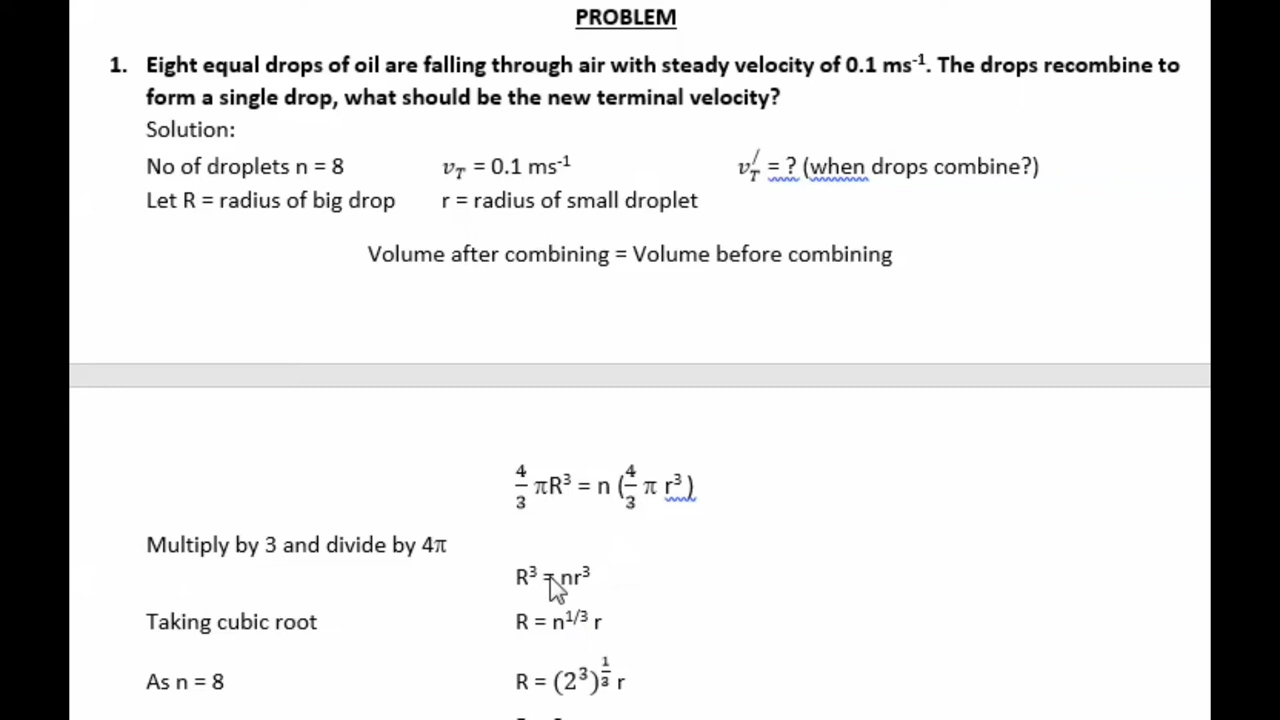 PROBLEM
1. Eight equal drops of oil are falling through air with steady velocity of 0.1 ms⁻¹. The drops recombine to
form a single drop, what should be the new terminal velocity?
Solution:
No of droplets n = 8 v_T = 0.1 ms⁻¹ v_T^/ = ? (when drops combine?)
Let R = radius of big drop r = radius of small droplet
Volume after combining = Volume before combining
4/3 πR³ = n (4/3 π r³)
Multiply by 3 and divide by 4π
R³ = nr³
Taking cubic root R = n^1/3 r
As n = 8 R = (2³)^1/3 r